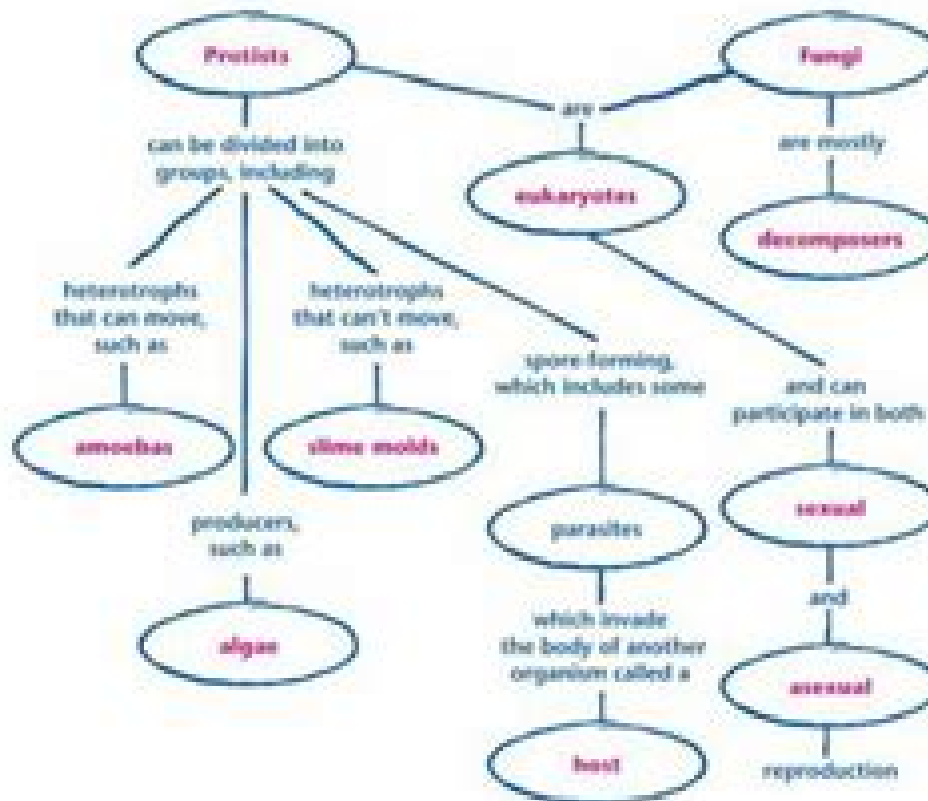 Protists
Fungi
are
can be divided into
groups, including
are mostly
eukaryotes
decomposers
heterotrophs
that can move,
such as
heterotrophs
that can't move,
such as
spore-forming,
which includes some
and can
participate in both
amoebas
slime molds
sexual
producers,
such as
parasites
and
which invade
the body of another
organism called a
algae
asexual
host
reproduction